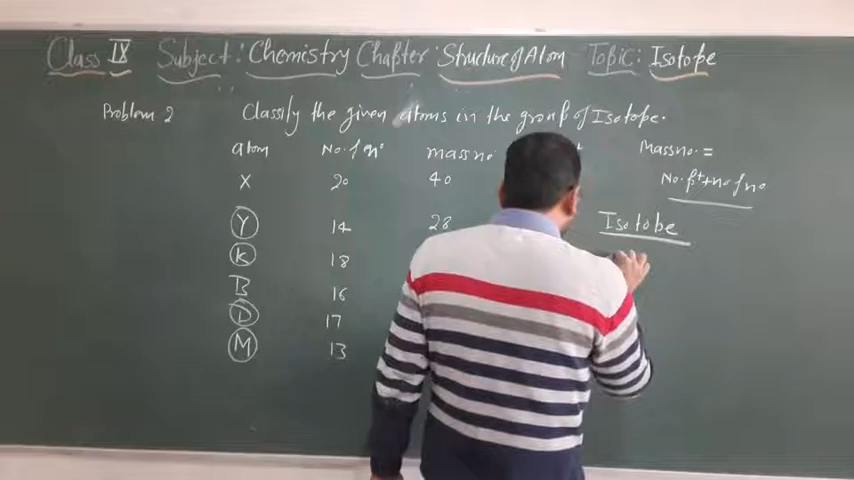 Class IX Subject: Chemistry Chapter: Structure of Atom Topic: Isotope
Problem 2 Classify the given atoms in the group of Isotope.
atom No. of n° mass no. Mass no. =
X 20 40 No. p⁺ + no of n°
Y 14 28 Isotope
K 18
B 16
D 17
M 13